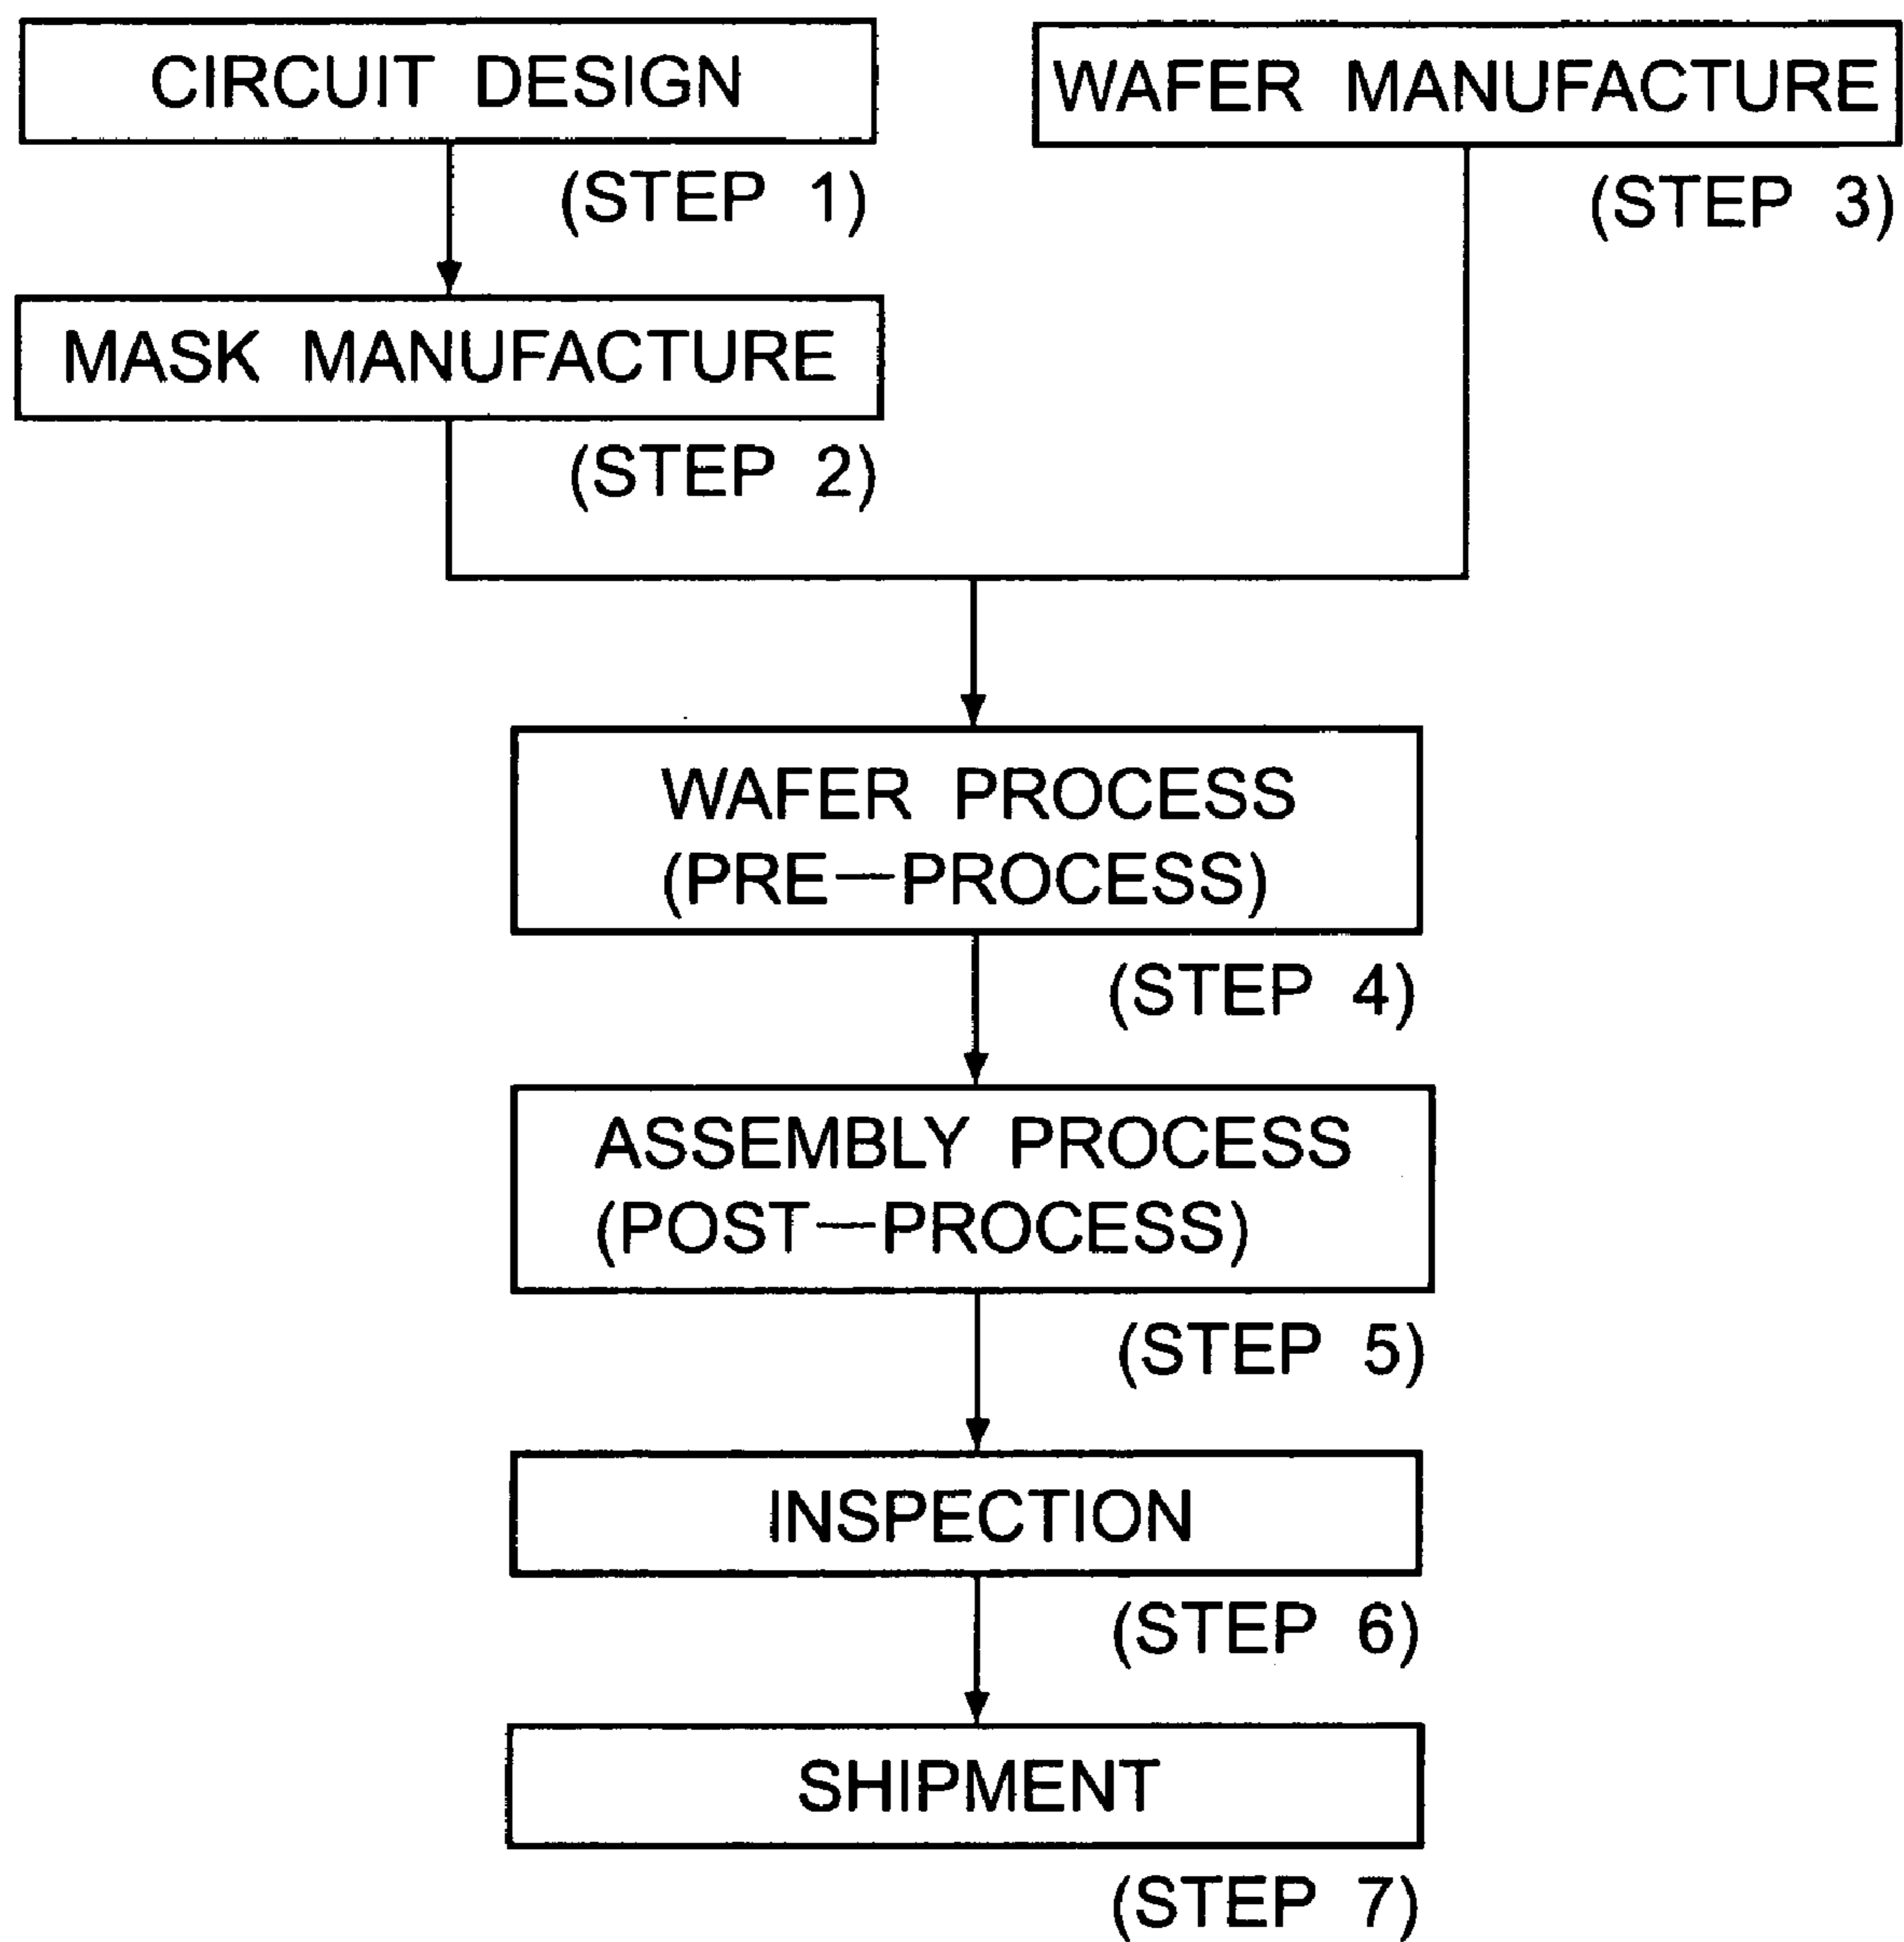 CIRCUIT DESIGN
(STEP 1)
MASK MANUFACTURE
(STEP 2)
WAFER MANUFACTURE
(STEP 3)
WAFER PROCESS
(PRE—PROCESS)
(STEP 4)
ASSEMBLY PROCESS
(POST—PROCESS)
(STEP 5)
INSPECTION
(STEP 6)
SHIPMENT
(STEP 7)